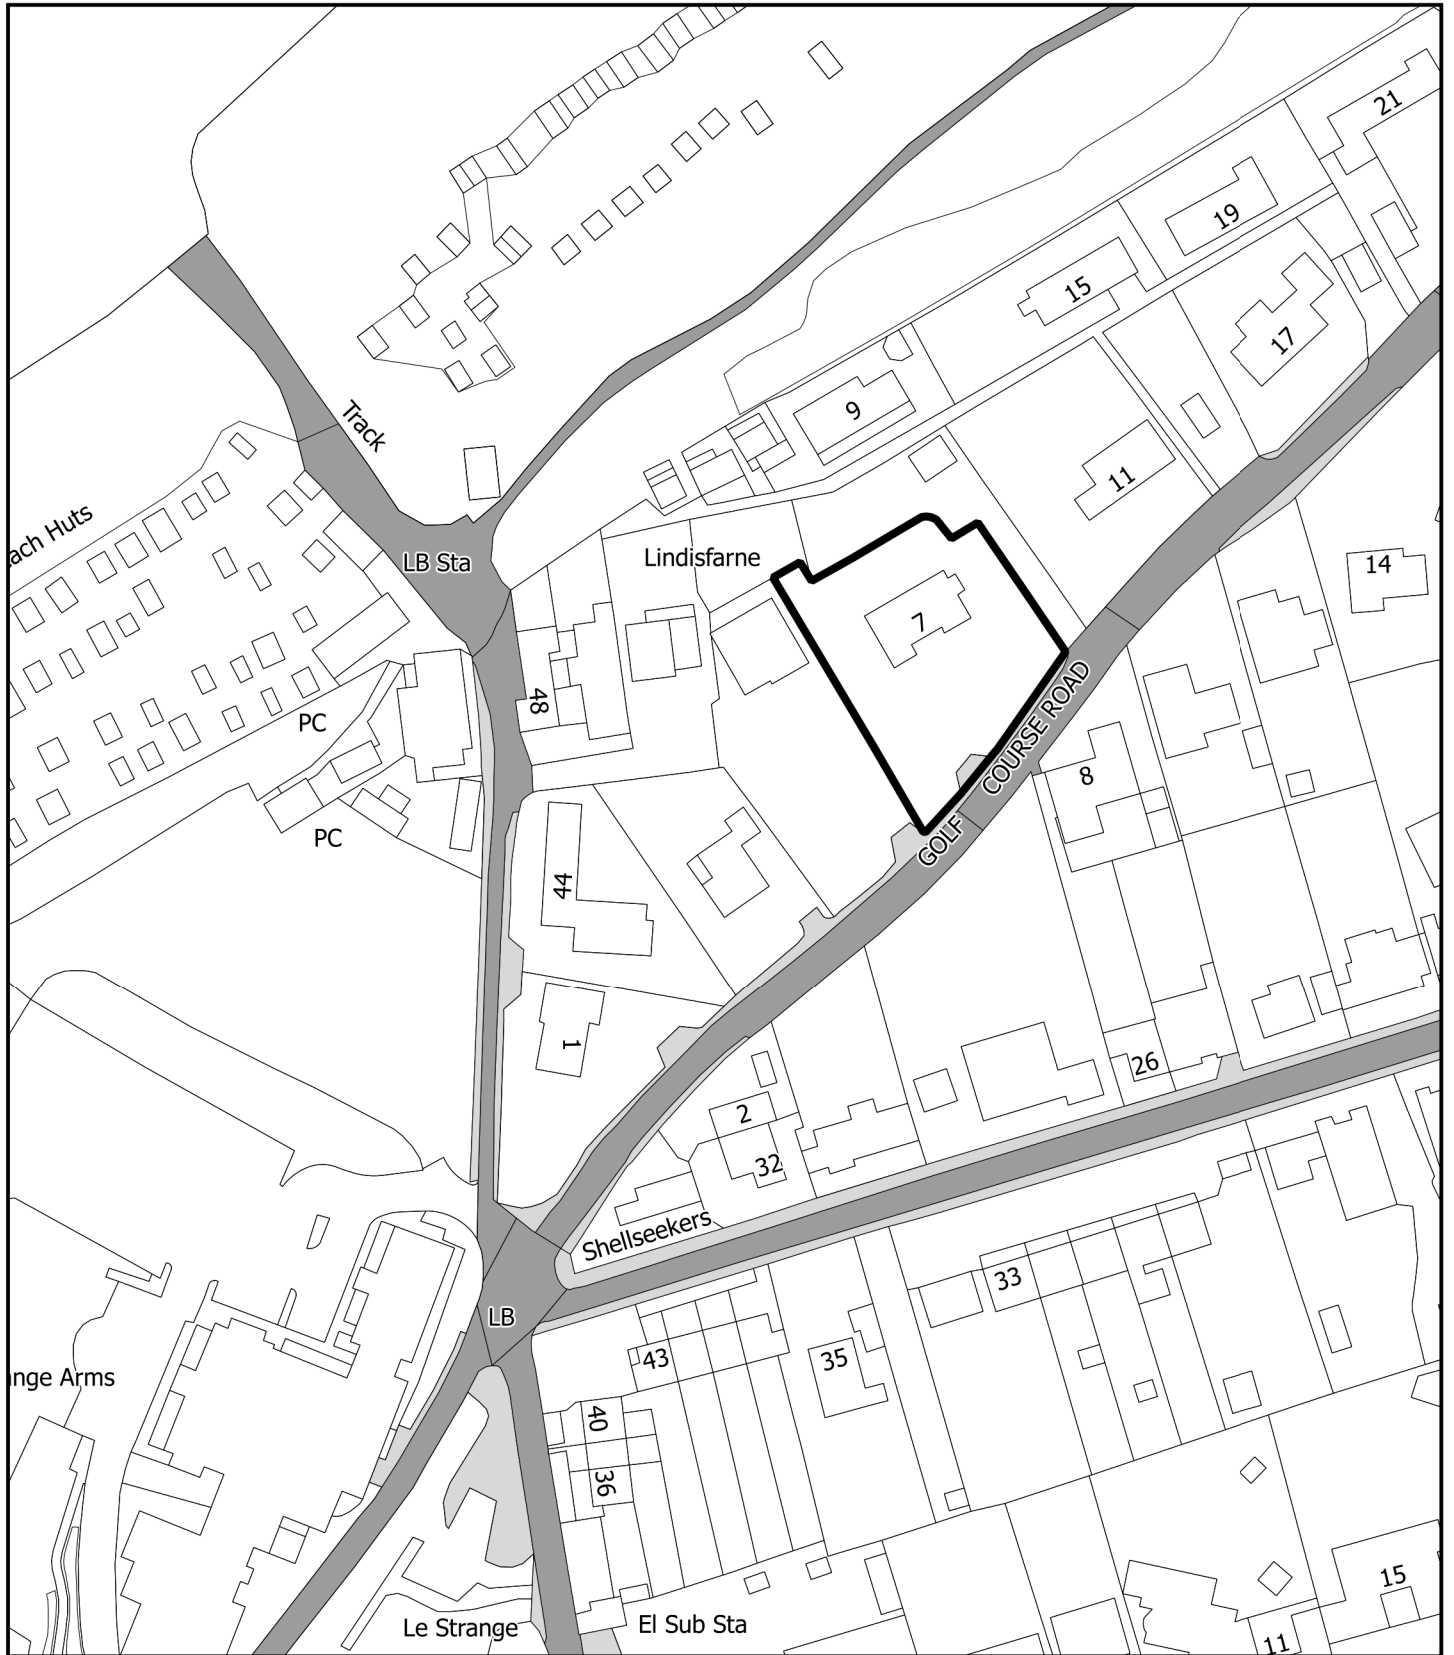 21
19
15
17
Track
9
11
ach Huts
LB Sta
Lindisfarne
14
7
48
PC
GOLF COURSE ROAD
8
PC
44
1
26
2
32
Shellseekers
33
LB
43
35
nge Arms
40
36
15
Le Strange
El Sub Sta
11